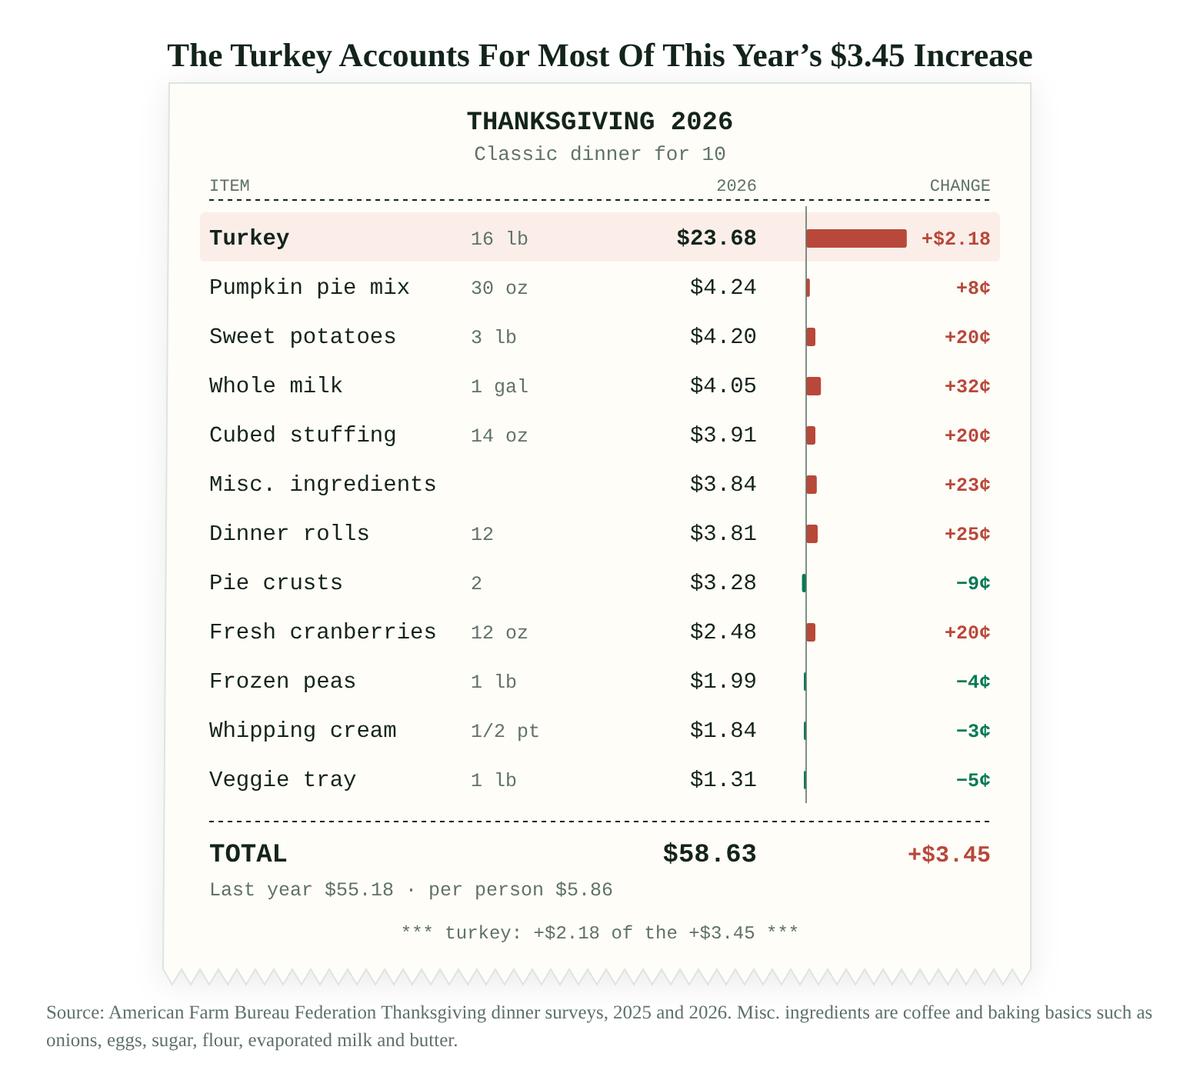 The Turkey Accounts For Most Of This Year’s $3.45 Increase
THANKSGIVING 2026
Classic dinner for 10
ITEM 2026 CHANGE
Turkey 16 lb $23.68 +$2.18
Pumpkin pie mix 30 oz $4.24 +8¢
Sweet potatoes 3 lb $4.20 +20¢
Whole milk 1 gal $4.05 +32¢
Cubed stuffing 14 oz $3.91 +20¢
Misc. ingredients $3.84 +23¢
Dinner rolls 12 $3.81 +25¢
Pie crusts 2 $3.28 −9¢
Fresh cranberries 12 oz $2.48 +20¢
Frozen peas 1 lb $1.99 −4¢
Whipping cream 1/2 pt $1.84 −3¢
Veggie tray 1 lb $1.31 −5¢
TOTAL $58.63 +$3.45
Last year $55.18 · per person $5.86
*** turkey: +$2.18 of the +$3.45 ***
Source: American Farm Bureau Federation Thanksgiving dinner surveys, 2025 and 2026. Misc. ingredients are coffee and baking basics such as
onions, eggs, sugar, flour, evaporated milk and butter.